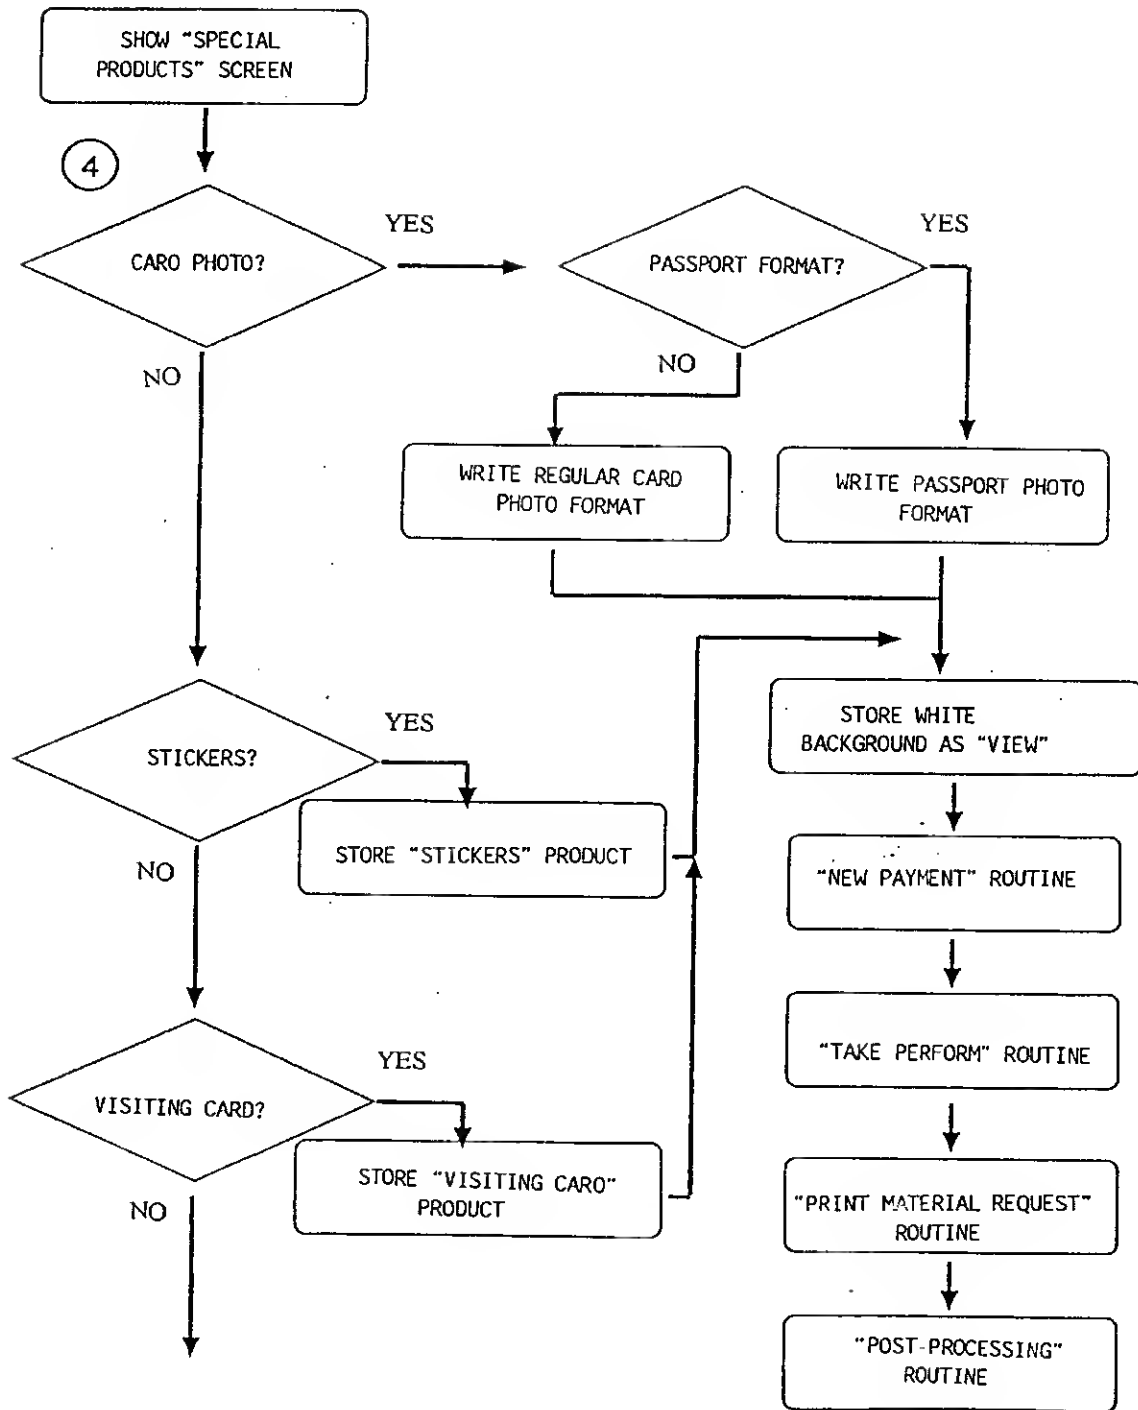 SHOW "SPECIAL
PRODUCTS" SCREEN
4
CARO PHOTO?
YES
NO
PASSPORT FORMAT?
YES
NO
WRITE REGULAR CARD
PHOTO FORMAT
WRITE PASSPORT PHOTO
FORMAT
STORE WHITE
BACKGROUND AS "VIEW"
STICKERS?
YES
NO
STORE "STICKERS" PRODUCT
"NEW PAYMENT" ROUTINE
"TAKE PERFORM" ROUTINE
VISITING CARD?
YES
NO
STORE "VISITING CARO"
PRODUCT
"PRINT MATERIAL REQUEST"
ROUTINE
"POST-PROCESSING"
ROUTINE